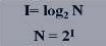 I= log₂ N
N = 2ᴵ